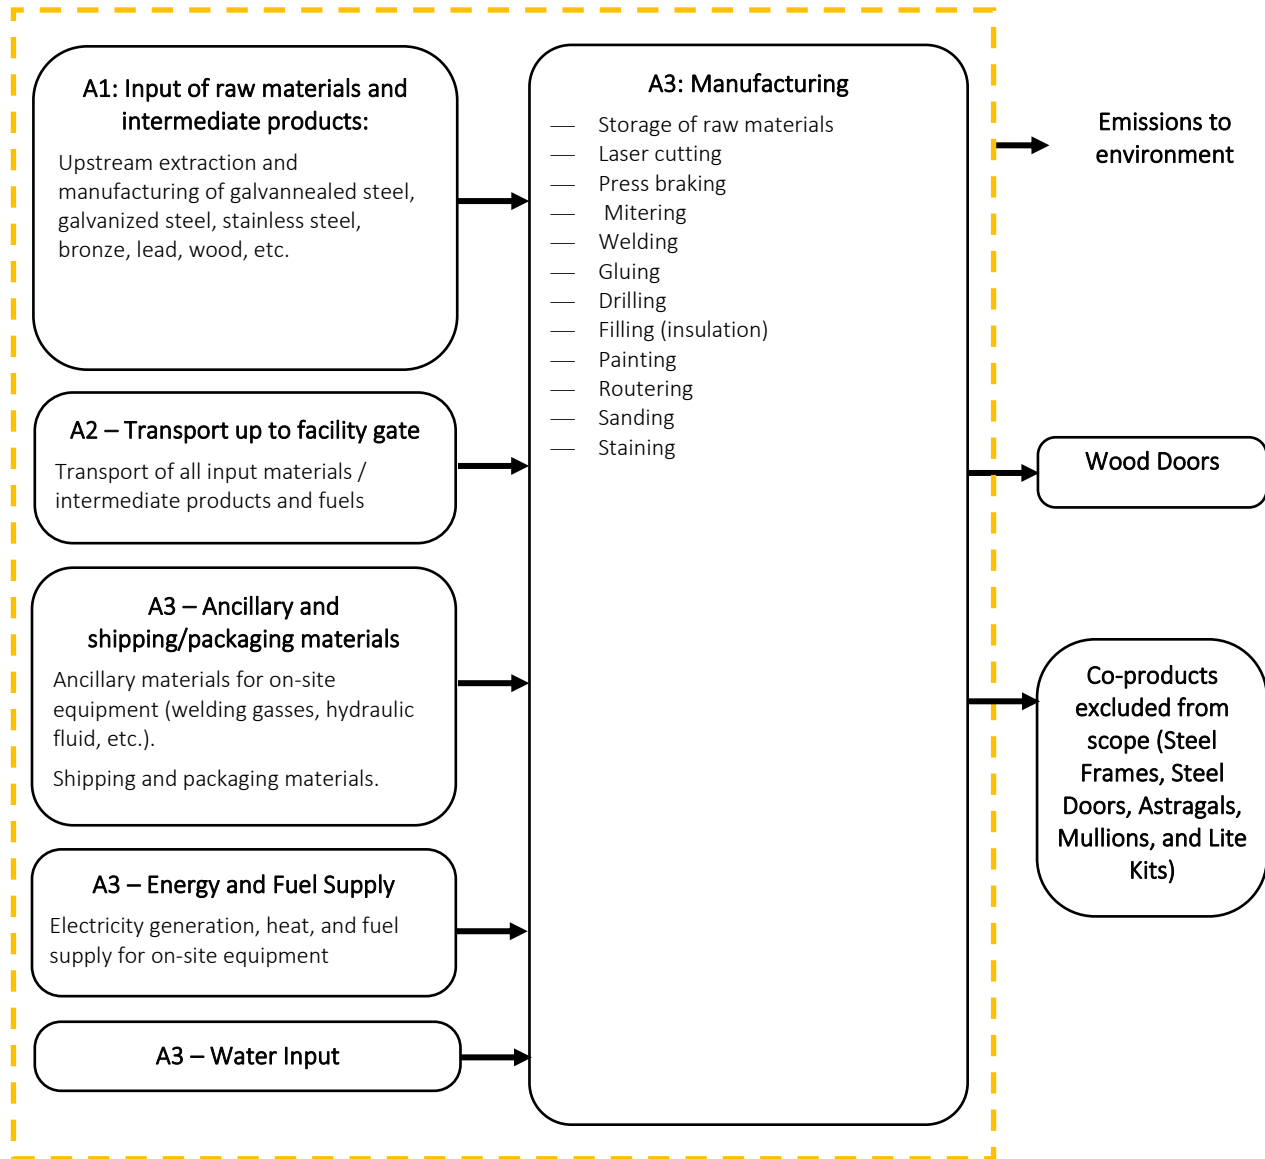 A1: Input of raw materials and
intermediate products:
Upstream extraction and
manufacturing of galvannealed steel,
galvanized steel, stainless steel,
bronze, lead, wood, etc.
A2 – Transport up to facility gate
Transport of all input materials /
intermediate products and fuels
A3 – Ancillary and
shipping/packaging materials
Ancillary materials for on-site
equipment (welding gasses, hydraulic
fluid, etc.).
Shipping and packaging materials.
A3 – Energy and Fuel Supply
Electricity generation, heat, and fuel
supply for on-site equipment
A3 – Water Input
A3: Manufacturing
— Storage of raw materials
— Laser cutting
— Press braking
— Mitering
— Welding
— Gluing
— Drilling
— Filling (insulation)
— Painting
— Routering
— Sanding
— Staining
Emissions to
environment
Wood Doors
Co-products
excluded from
scope (Steel
Frames, Steel
Doors, Astragals,
Mullions, and Lite
Kits)